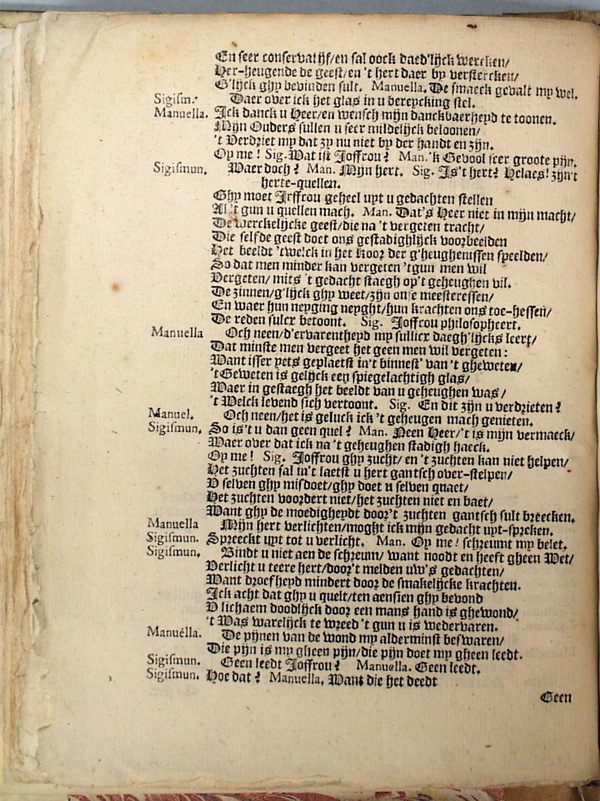 En seer conservatijf/en sal oock daed'lijck wercken/
Her-heugende de geest/en 't hert daer by verstercken/
G'lijck ghy bevinden sult. Manuella. De smaeck gevalt my wel.
Sigism. Daer over ick het glas in u bereycking stel.
Manuella. Ick danck u Heer/en wensch mijn danckbaerheyd te toonen.
Mijn Ouders sullen u seer mildelijck beloonen/
't Verdriet my dat zy nu niet by der handt en zijn.
Op me! Sig. Wat ist Joffrou? Man. 'k Gevool seer groote pijn.
Sigismun. Waer doch? Man. Mijn hert. Sig. Is't hert? Helaes! zijn't
herte-quellen.
Ghy moet Jrffrou geheel uyt u gedachten stellen
Al 't gun u quellen mach. Man. Dat's Heer niet in mijn macht/
De werckelijcke geest/die na 't vergeten tracht/
Die selfde geest doet ons gestadighlijck voorbeelden
Het beeldt 'twelck in het koor der g'heughenissen speelden/
So dat men minder kan vergeten 'tgun men wil
Vergeten/ mits 't gedacht staegh op't geheughen vil.
De zinnen/g'lijck ghy weet/zijn onse meesteressen/
En waer hun neyging neyght/hun krachten ons toe-hessen/
De reden sulcx betoont. Sig. Joffrou philosopheert.
Manuella Och neen/d'ervarentheyd my sullicx daegh'lijcks leert/
Dat minste men vergeet het geen men wil vergeten:
Want isser yets geplaetst in't binnest' van 't gheweten/
't Geweten is gelijck een spiegelachtigh glas/
Waer in gestaegh het beeldt van u geheughen was/
't Welck levend sich vertoont. Sig. En dit zijn u verdrieten?
Manuel. Och neen/het is geluck ick 't geheugen mach genieten.
Sigismun. So is't u dan geen quel? Man. Neen Heer/'t is mijn vermaeck/
Waer over dat ick na 't geheughen stadigh haeck.
Op me! Sig. Joffrou ghy zucht/en 't zuchten kan niet helpen/
Het zuchten sal in't laetst u hert gantsch over-stelpen/
U selven ghy misdoet/ghy doet u selven quaet/
Het zuchten voordert niet/het zuchten niet en baet/
Want ghy de moedigheydt door't zuchten gantsch sult breecken.
Manuella Mijn hert verlichten/moght ick mijn gedacht uyt-spreken.
Sigismun. Spreeckt uyt tot u verlicht. Man. Op me! schreumt my belet.
Sigismun. Bindt u niet aen de schreum/ want noodt en heeft gheen Wet/
Verlicht u teere hert/door't melden uw's gedachten/
Want droefheyd mindert door de smakelijcke krachten.
Ick acht dat ghy u quelt/ten aensien ghy bevond
U lichaem doodlijck door een mans hand is ghewond/
't Was warelijck te wreed 't gun u is wedervaren.
Manuëlla. De pijnen van de wond my alderminst beswaren/
Die pijn is my gheen pijn/die pijn doet my gheen leedt.
Sigismun. Geen leedt Joffrou? Manuella. Geen leedt.
Sigismun. Hoe dat? Manuella. Want die het deedt
Geen